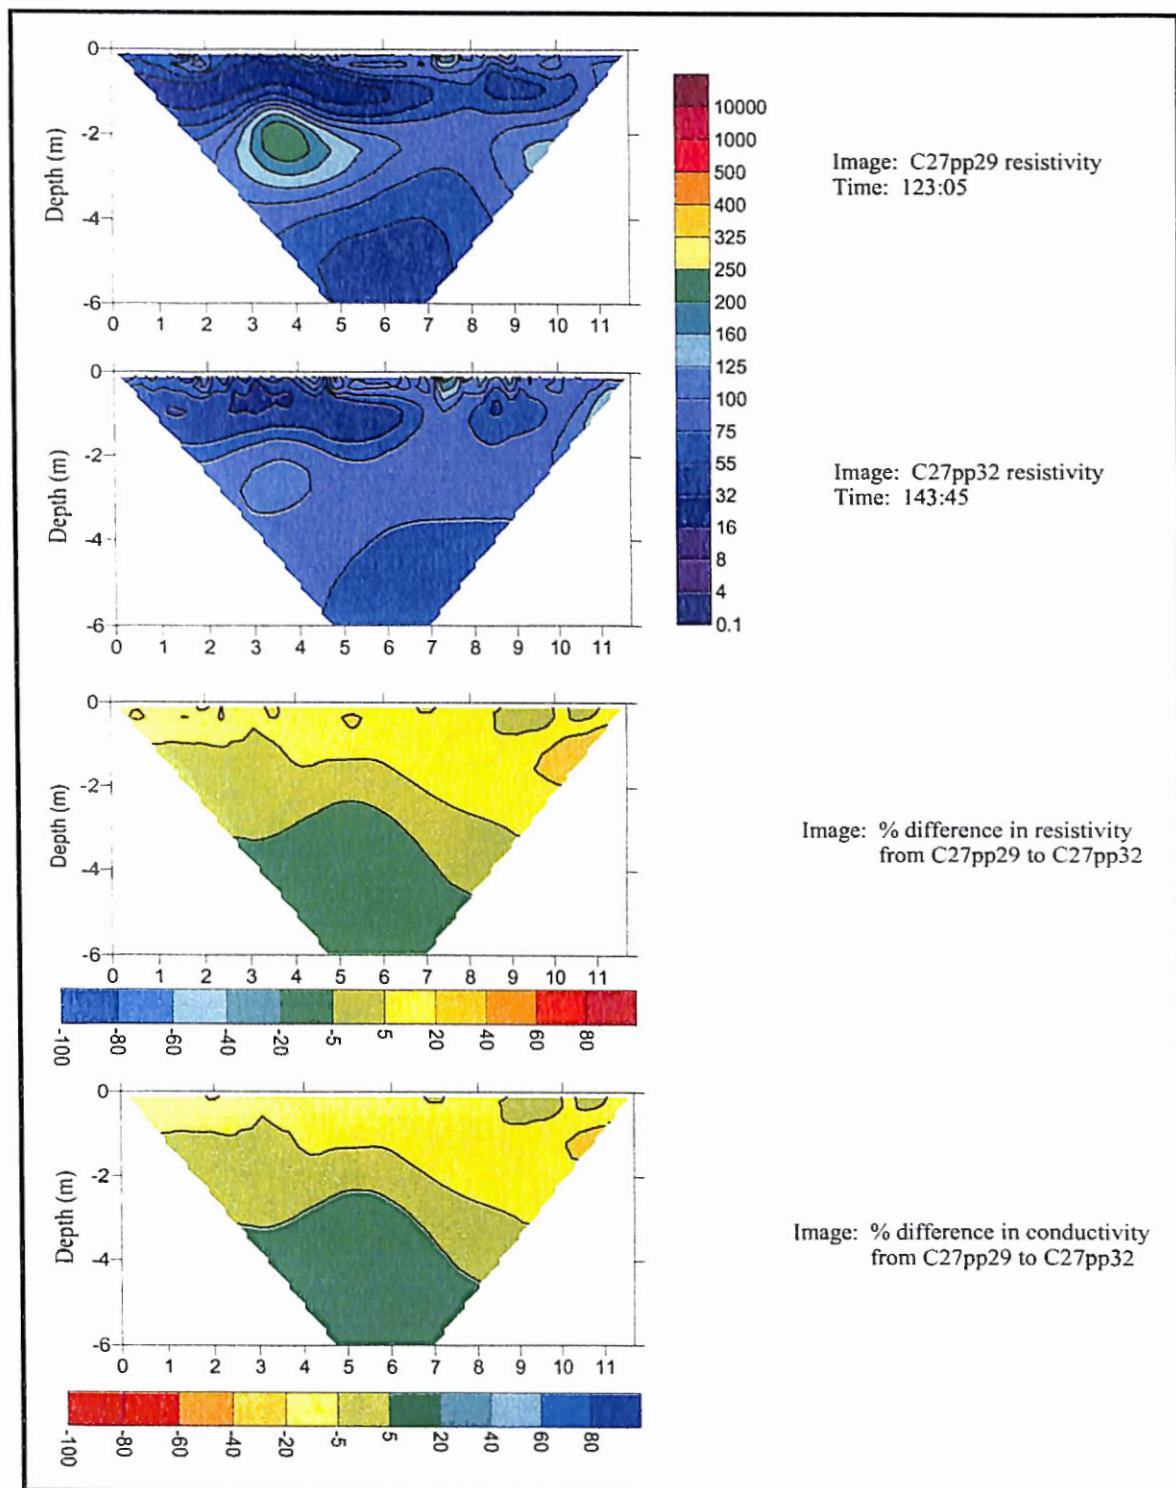 0
-2
-4
-6
Depth (m)
0 1 2 3 4 5 6 7 8 9 10 11
10000
1000
500
400
325
250
200
160
125
100
75
55
32
16
8
4
0.1
Image: C27pp29 resistivity
Time: 123:05
0
-2
-4
-6
Depth (m)
0 1 2 3 4 5 6 7 8 9 10 11
Image: C27pp32 resistivity
Time: 143:45
0
-2
-4
-6
Depth (m)
0 1 2 3 4 5 6 7 8 9 10 11
-100 -80 -60 -40 -20 -5 5 20 40 60 80
Image: % difference in resistivity
from C27pp29 to C27pp32
0
-2
-4
-6
Depth (m)
0 1 2 3 4 5 6 7 8 9 10 11
-100 -80 -60 -40 -20 -5 5 20 40 60 80
Image: % difference in conductivity
from C27pp29 to C27pp32